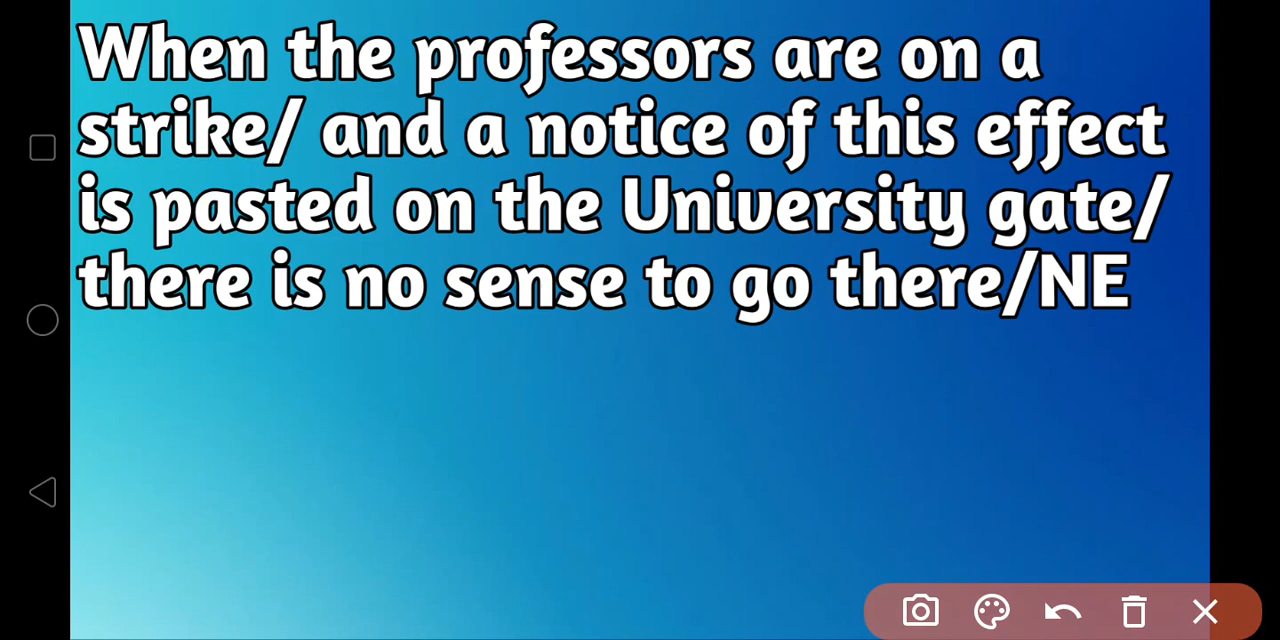 When the professors are on a
strike/ and a notice of this effect
is pasted on the University gate/
there is no sense to go there/NE